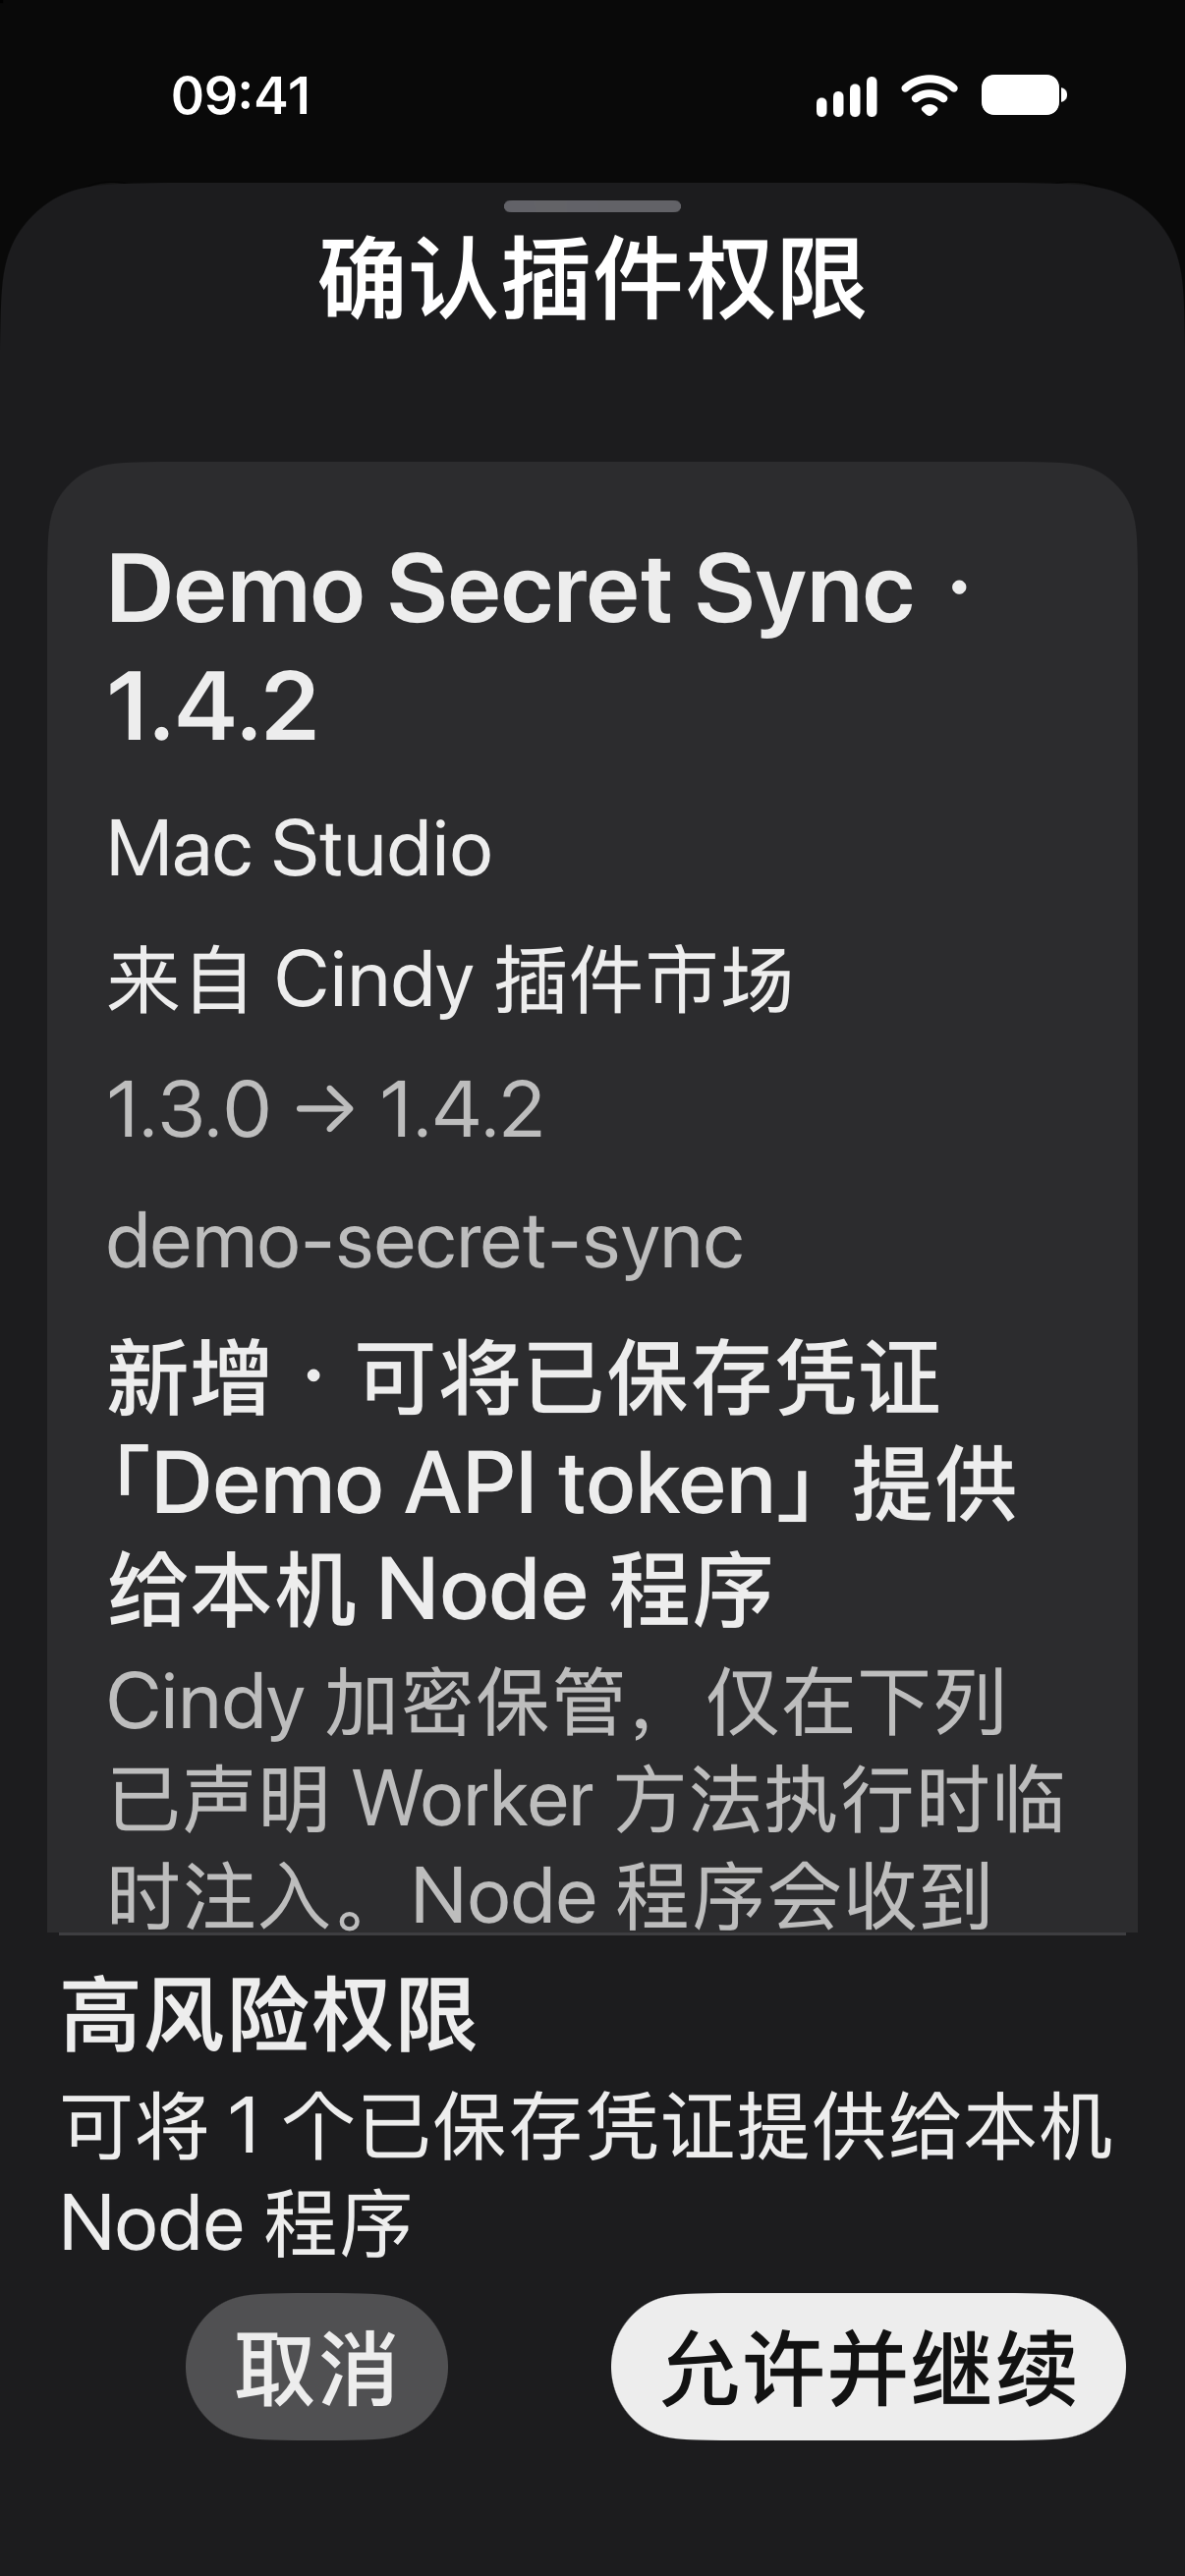 09:41
确认插件权限
Demo Secret Sync ·
1.4.2
Mac Studio
来自 Cindy 插件市场
1.3.0 → 1.4.2
demo-secret-sync
新增 · 可将已保存凭证
「Demo API token」提供
给本机 Node 程序
Cindy 加密保管，仅在下列
已声明 Worker 方法执行时临
时注入。Node 程序会收到
高风险权限
可将 1 个已保存凭证提供给本机
Node 程序
取消
允许并继续